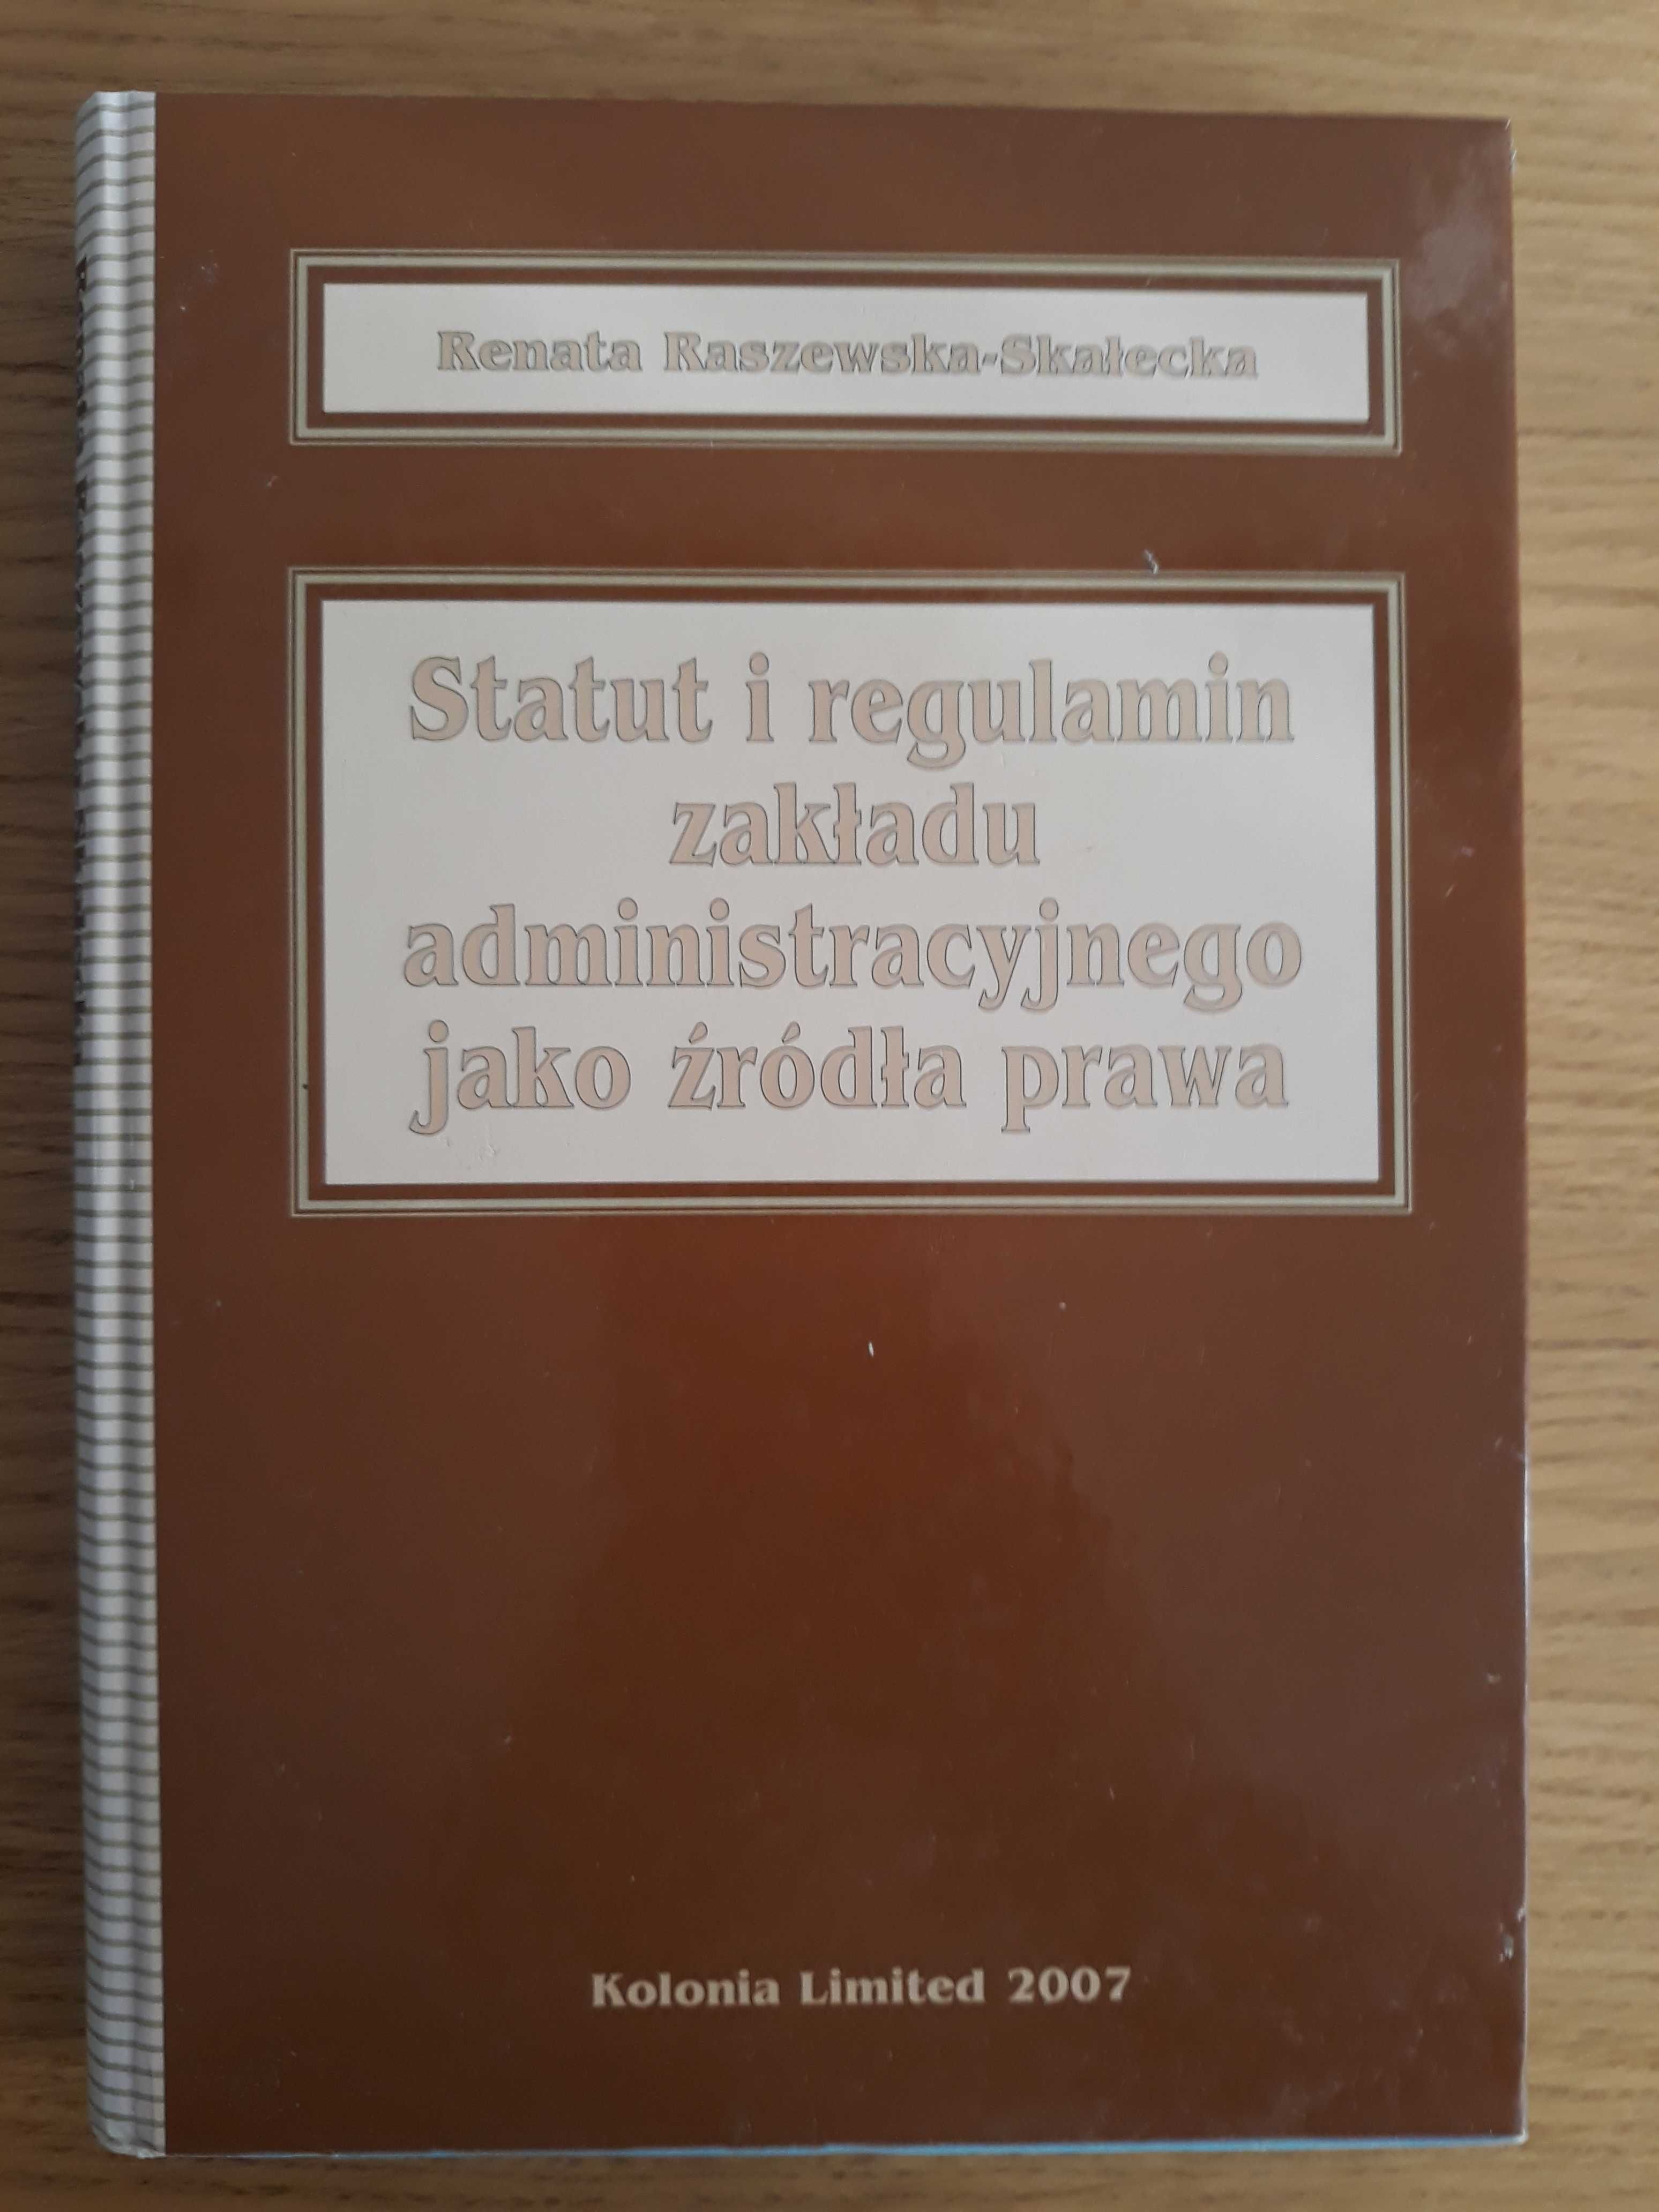 Renata Raszewska-Skałecka
Statut i regulamin
zakładu
administracyjnego
jako źródła prawa
Kolonia Limited 2007